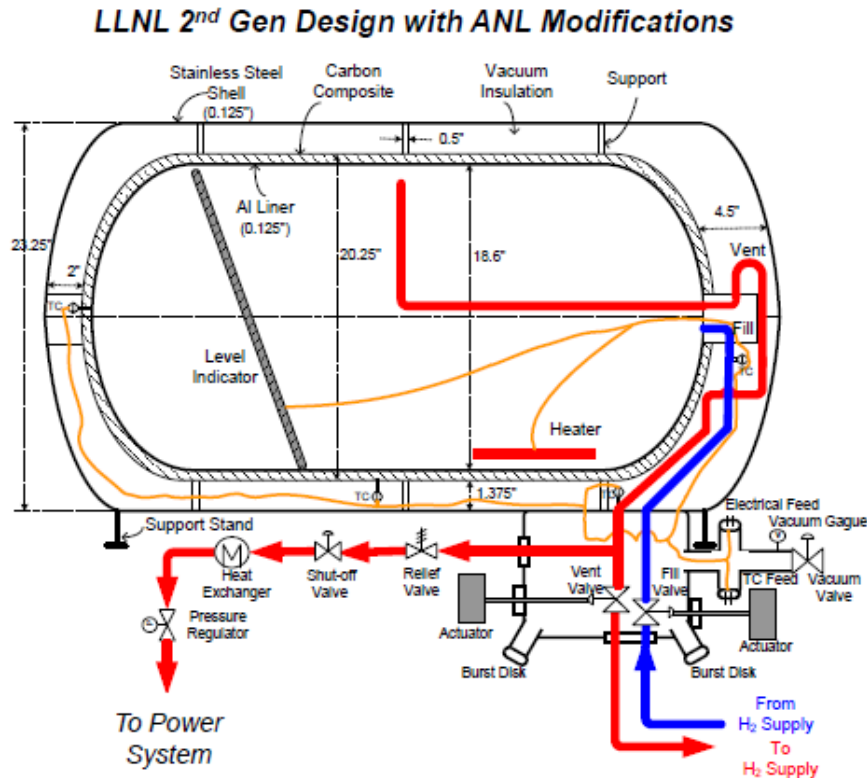 LLNL 2nd Gen Design with ANL Modifications
Stainless Steel
Shell
(0.125")
Carbon
Composite
Vacuum
Insulation
Support
0.5"
Al Liner
(0.125")
4.5"
Vent
23.25"
20.25"
18.6"
2"
TC
Fill
TC
Level
Indicator
Heater
TC
1.375"
TC
Support Stand
Electrical Feed
Vacuum Gague
Heat
Exchanger
Shut-off
Valve
Relief
Valve
Vent
Valve
Fill
Valve
TC Feed
Vacuum
Valve
M
Pressure
Regulator
Actuator
Actuator
Burst Disk
Burst Disk
To Power
System
From
H2 Supply
To
H2 Supply